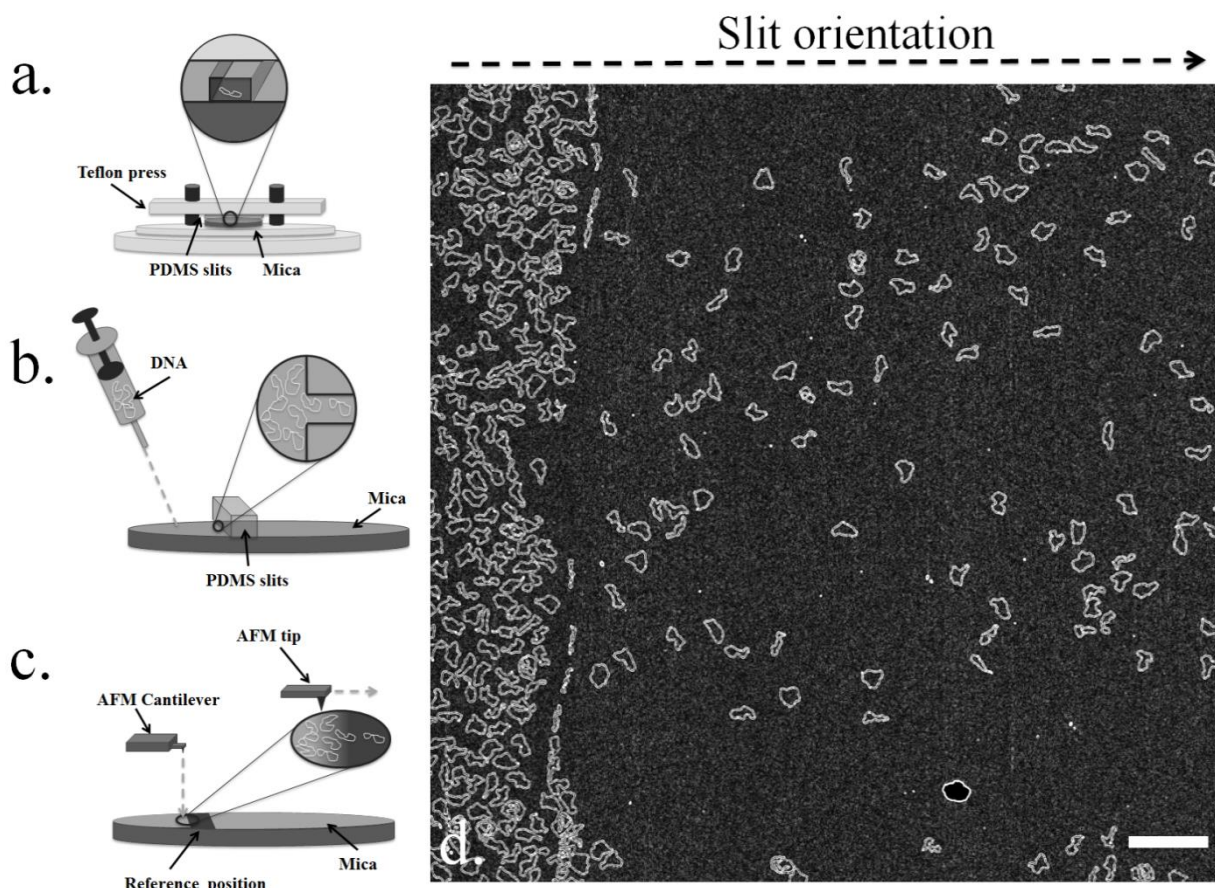 Slit orientation
a.
Teflon press
PDMS slits
Mica
b.
DNA
Mica
PDMS slits
c.
AFM tip
AFM Cantilever
Mica
Reference position
d.